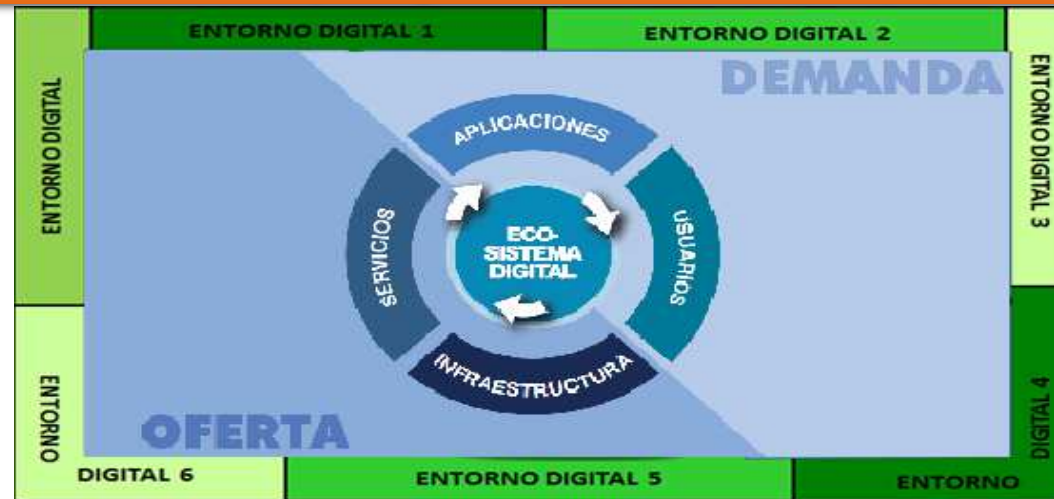 ENTORNO DIGITAL 1
ENTORNO DIGITAL 2
ENTORNO DIGITAL
DEMANDA
ENTORNO DIGITAL 3
APLICACIONES
SERVICIOS
ECO-
SISTEMA
DIGITAL
USUARIOS
INFRAESTRUCTURA
OFERTA
ENTORNO
DIGITAL 6
ENTORNO DIGITAL 5
ENTORNO
DIGITAL 4